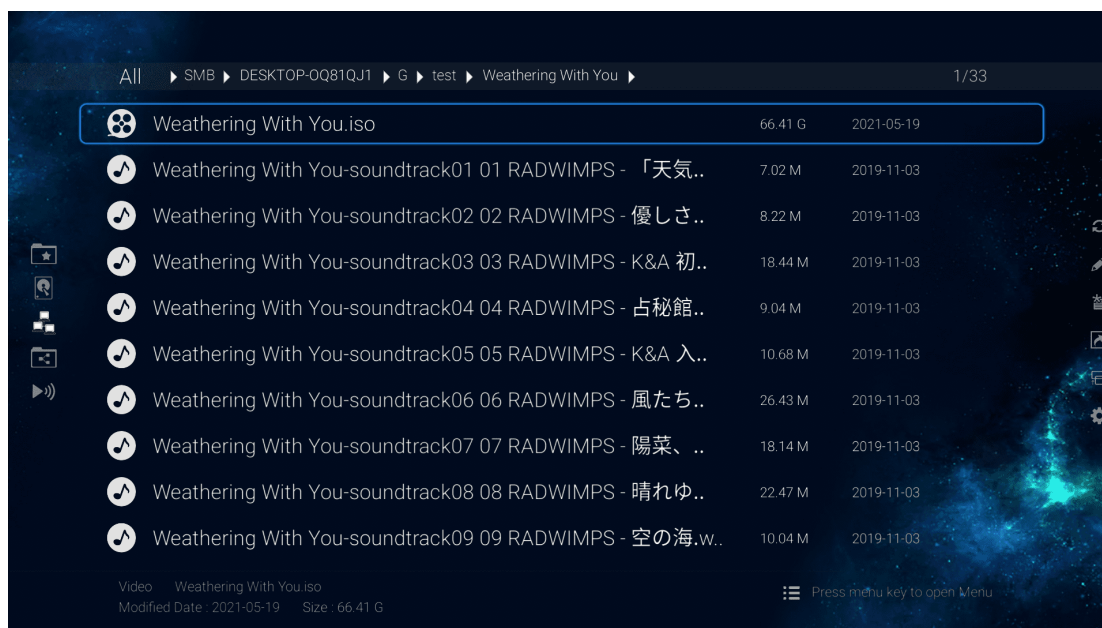 All ▶ SMB ▶ DESKTOP-OQ81QJ1 ▶ G ▶ test ▶ Weathering With You ▶ 1/33
Weathering With You.iso 66.41 G 2021-05-19
Weathering With You-soundtrack01 01 RADWIMPS - 「天気.. 7.02 M 2019-11-03
Weathering With You-soundtrack02 02 RADWIMPS - 優しさ.. 8.22 M 2019-11-03
Weathering With You-soundtrack03 03 RADWIMPS - K&A 初.. 18.44 M 2019-11-03
Weathering With You-soundtrack04 04 RADWIMPS - 占秘館.. 9.04 M 2019-11-03
Weathering With You-soundtrack05 05 RADWIMPS - K&A 入.. 10.68 M 2019-11-03
Weathering With You-soundtrack06 06 RADWIMPS - 風たち.. 26.43 M 2019-11-03
Weathering With You-soundtrack07 07 RADWIMPS - 陽菜、.. 18.14 M 2019-11-03
Weathering With You-soundtrack08 08 RADWIMPS - 晴れゆ.. 22.47 M 2019-11-03
Weathering With You-soundtrack09 09 RADWIMPS - 空の海.w.. 10.04 M 2019-11-03
Video Weathering With You.iso
Modified Date : 2021-05-19 Size : 66.41 G
Press menu key to open Menu